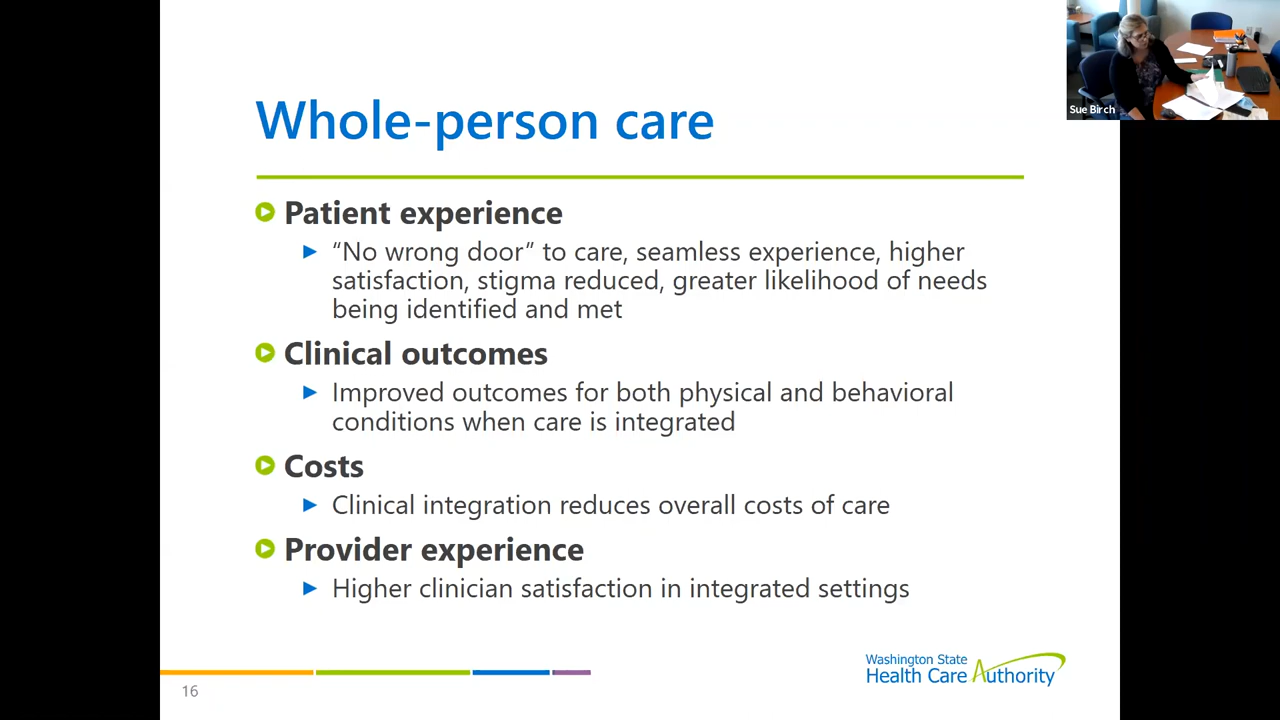 Sue Birch
Whole-person care
Patient experience
“No wrong door” to care, seamless experience, higher
satisfaction, stigma reduced, greater likelihood of needs
being identified and met
Clinical outcomes
Improved outcomes for both physical and behavioral
conditions when care is integrated
Costs
Clinical integration reduces overall costs of care
Provider experience
Higher clinician satisfaction in integrated settings
Washington State
Health Care Authority
16